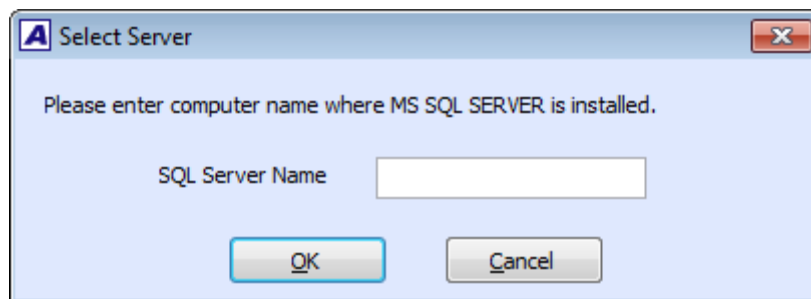 A Select Server
Please enter computer name where MS SQL SERVER is installed.
SQL Server Name
OK Cancel